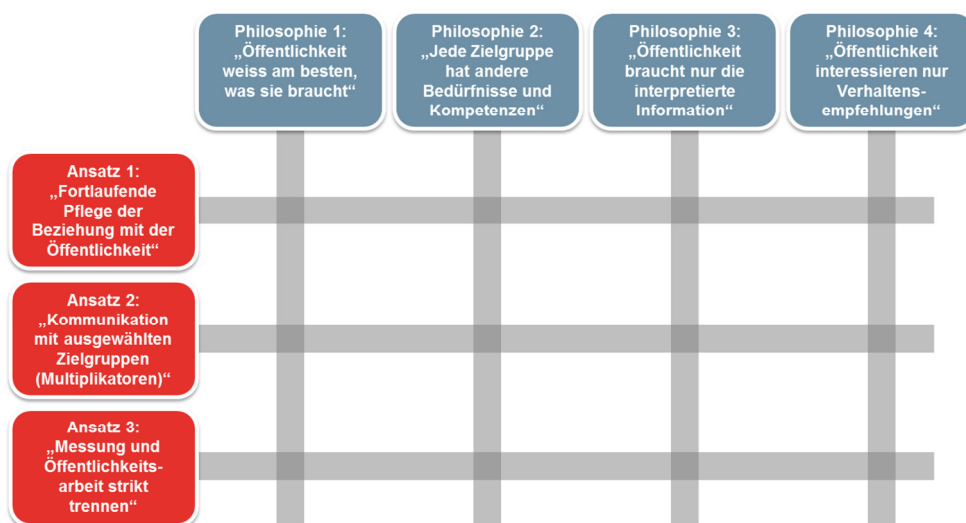 Philosophie 1:
„Öffentlichkeit
weiss am besten,
was sie braucht“
Philosophie 2:
„Jede Zielgruppe
hat andere
Bedürfnisse und
Kompetenzen“
Philosophie 3:
„Öffentlichkeit
braucht nur die
interpretierte
Information“
Philosophie 4:
„Öffentlichkeit
interessieren nur
Verhaltens-
empfehlungen“
Ansatz 1:
„Fortlaufende
Pflege der
Beziehung mit der
Öffentlichkeit“
Ansatz 2:
„Kommunikation
mit ausgewählten
Zielgruppen
(Multiplikatoren)“
Ansatz 3:
„Messung und
Öffentlichkeits-
arbeit strikt
trennen“